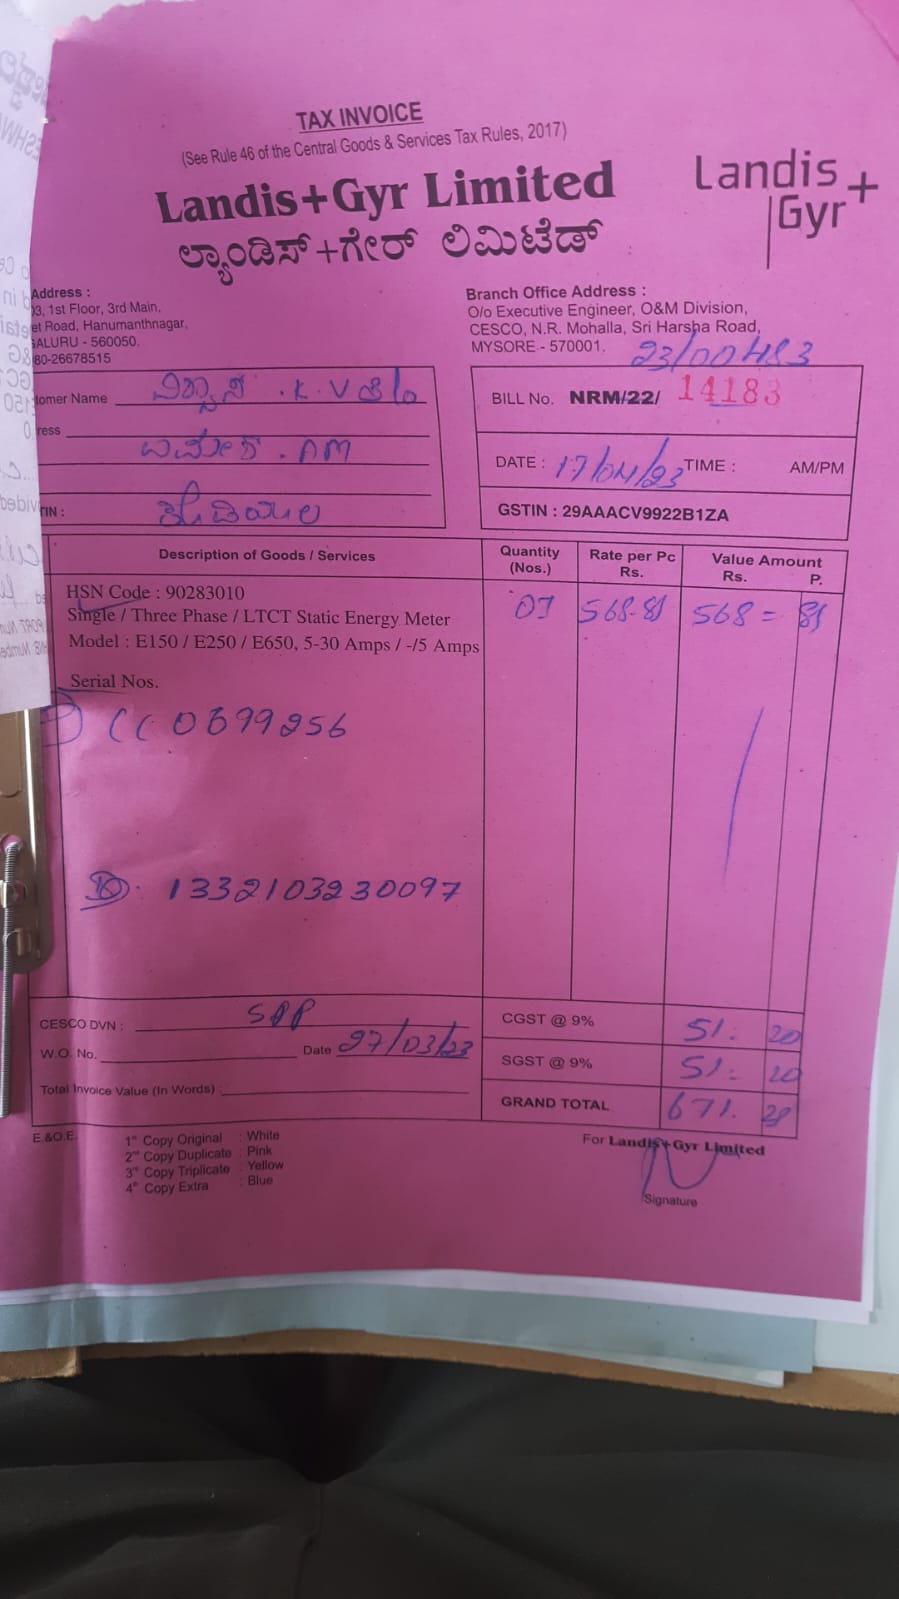 TAX INVOICE
(See Rule 46 of the Central Goods & Services Tax Rules, 2017)
Landis+Gyr Limited
ಲ್ಯಾಂಡಿಸ್+ಗೇರ್ ಲಿಮಿಟೆಡ್
Landis
Gyr+
Address :
03, 1st Floor, 3rd Main,
et Road, Hanumanthnagar,
ALURU - 560050.
80-26678515
Branch Office Address :
O/o Executive Engineer, O&M Division,
CESCO, N.R. Mohalla, Sri Harsha Road,
MYSORE - 570001.
23/00483
tomer Name .K.V
ress
. AM
TIN :
BILL No. NRM/22/ 14183
DATE : 17/04/23 TIME : AM/PM
GSTIN : 29AAACV9922B1ZA
Description of Goods / Services Quantity (Nos.) Rate per Pc Rs. Value Amount Rs. P.
HSN Code : 90283010
Single / Three Phase / LTCT Static Energy Meter 01 568-81 568 = 81
Model : E150 / E250 / E650, 5-30 Amps / -/5 Amps
Serial Nos.
1332103230097
CESCO DVN :
W.O. No. Date 27/03/23
Total Invoice Value (In Words) :
CGST @ 9% 51. 20
SGST @ 9% 51. 20
GRAND TOTAL 671.
E.&O.E.
1st Copy Original : White
2nd Copy Duplicate : Pink
3rd Copy Triplicate : Yellow
4th Copy Extra : Blue
For Landis+Gyr Limited
Signature